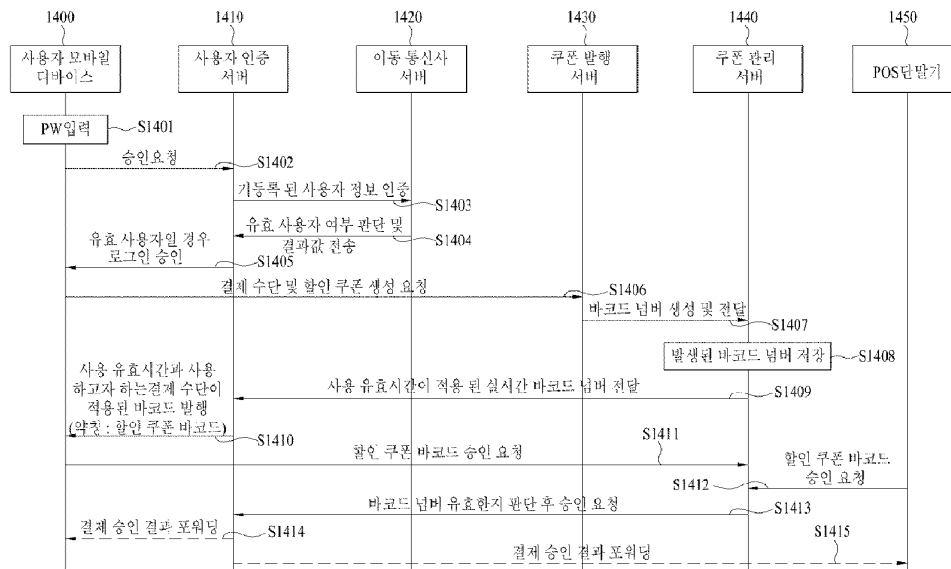 1400
1410
1420
1430
1440
1450
사용자 모바일
디바이스
사용자 인증
서버
이동 통신사
서버
쿠폰 발행
서버
쿠폰 관리
서버
POS단말기
PW입력
S1401
승인요청
S1402
기등록 된 사용자 정보 인증
S1403
유효 사용자 여부 판단 및
결과값 전송
S1404
유효 사용자일 경우
로그인 승인
S1405
결제 수단 및 할인 쿠폰 생성 요청
S1406
바코드 넘버 생성 및 전달
S1407
발생된 바코드 넘버 저장
S1408
사용 유효시간이 적용 된 실시간 바코드 넘버 전달
S1409
사용 유효시간과 사용
하고자 하는결제 수단이
적용된 바코드 발행
(약칭 : 할인 쿠폰 바코드)
S1410
할인 쿠폰 바코드 승인 요청
S1411
할인 쿠폰 바코드
승인 요청
S1412
바코드 넘버 유효한지 판단 후 승인 요청
S1413
결제 승인 결과 포워딩
S1414
결제 승인 결과 포워딩
S1415